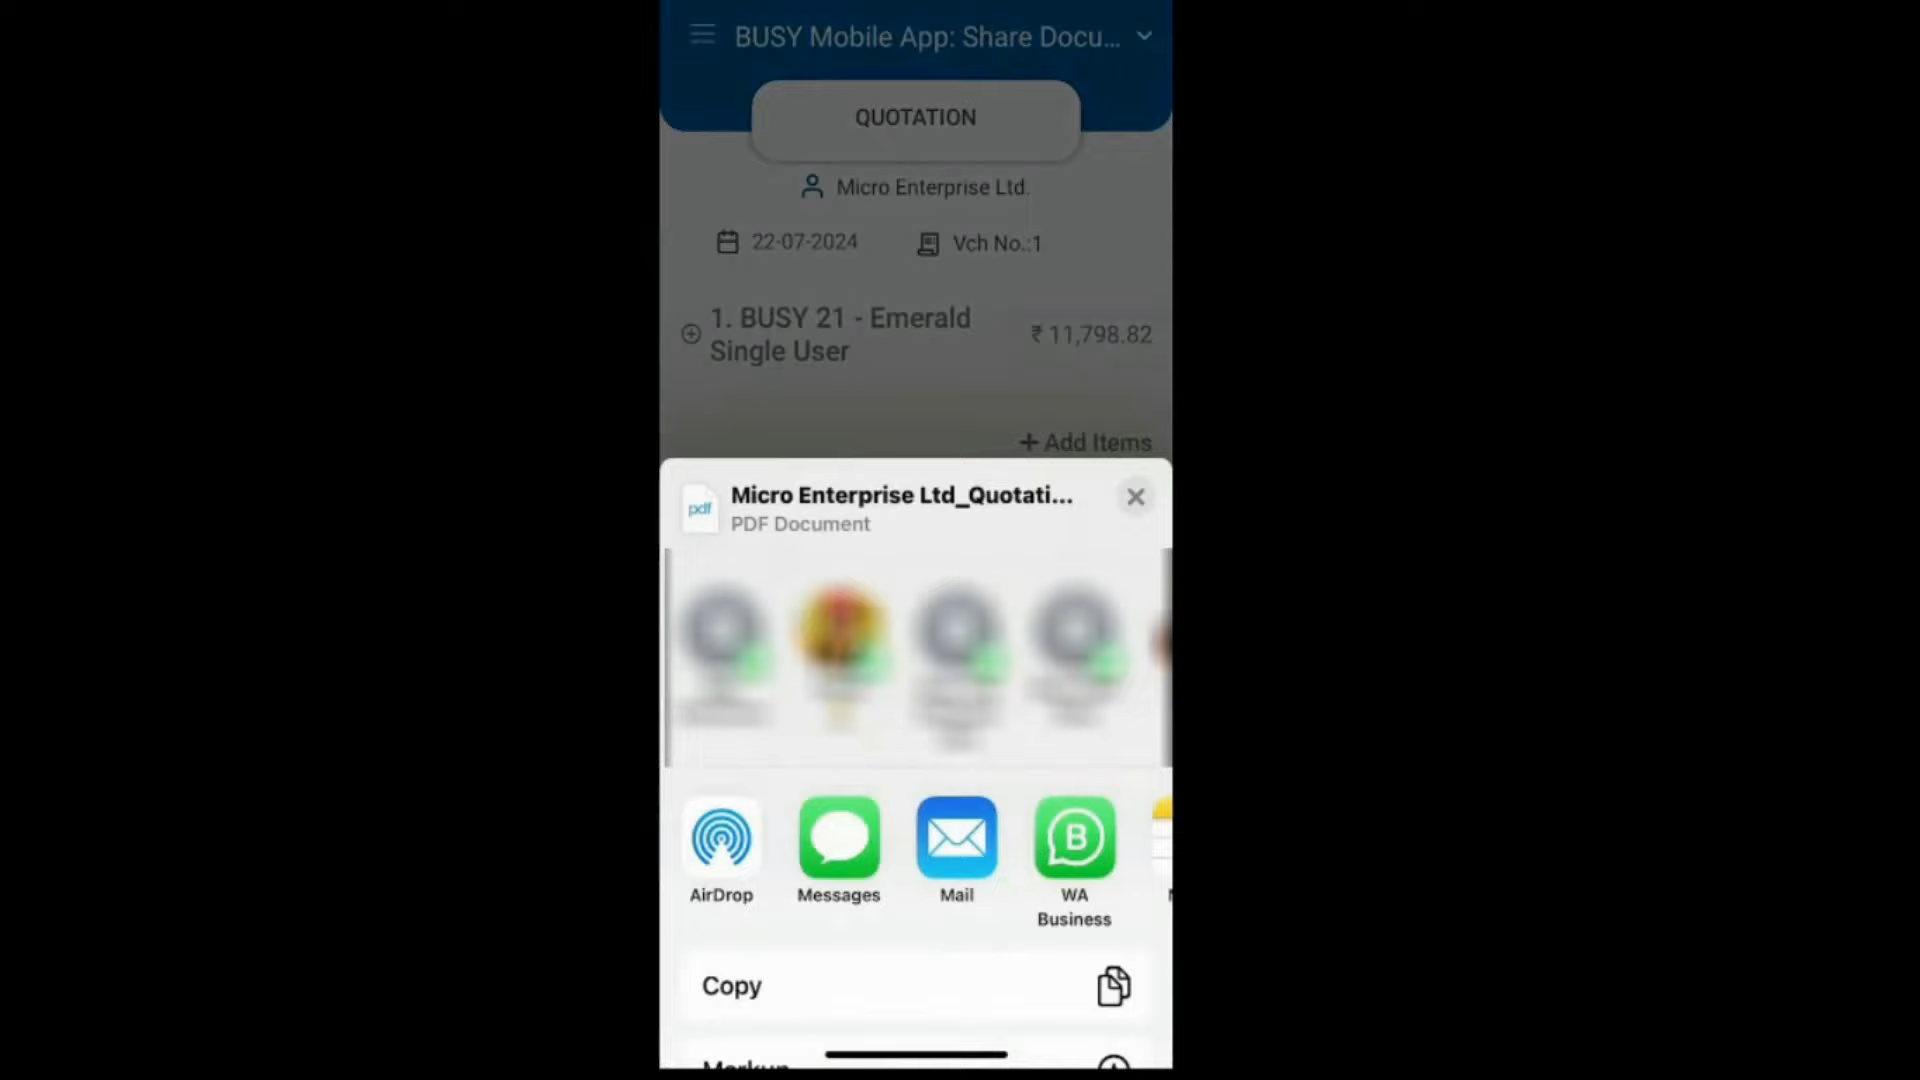 BUSY Mobile App: Share Docu...
QUOTATION
Micro Enterprise Ltd.
22-07-2024
Vch No.:1
1. BUSY 21 - Emerald
Single User
₹ 11,798.82
+ Add Items
pdf
Micro Enterprise Ltd_Quotati...
PDF Document
AirDrop
Messages
Mail
WA
Business
Copy